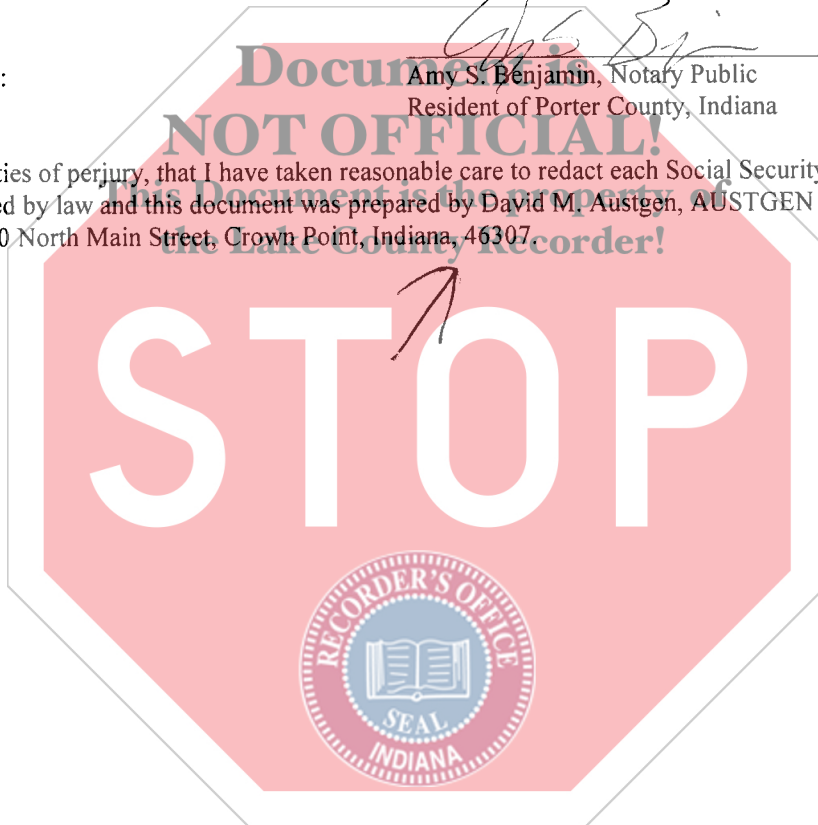 Document is
:
Amy S. Benjamin, Notary Public
Resident of Porter County, Indiana
NOT OFFICIAL!
ties of perjury, that I have taken reasonable care to redact each Social Security
This Document is the property of
ed by law and this document was prepared by David M. Austgen, AUSTGEN
0 North Main Street, Crown Point, Indiana, 46307.
the Lake County Recorder!
STOP
RECORDER'S OFFICE
SEAL
INDIANA